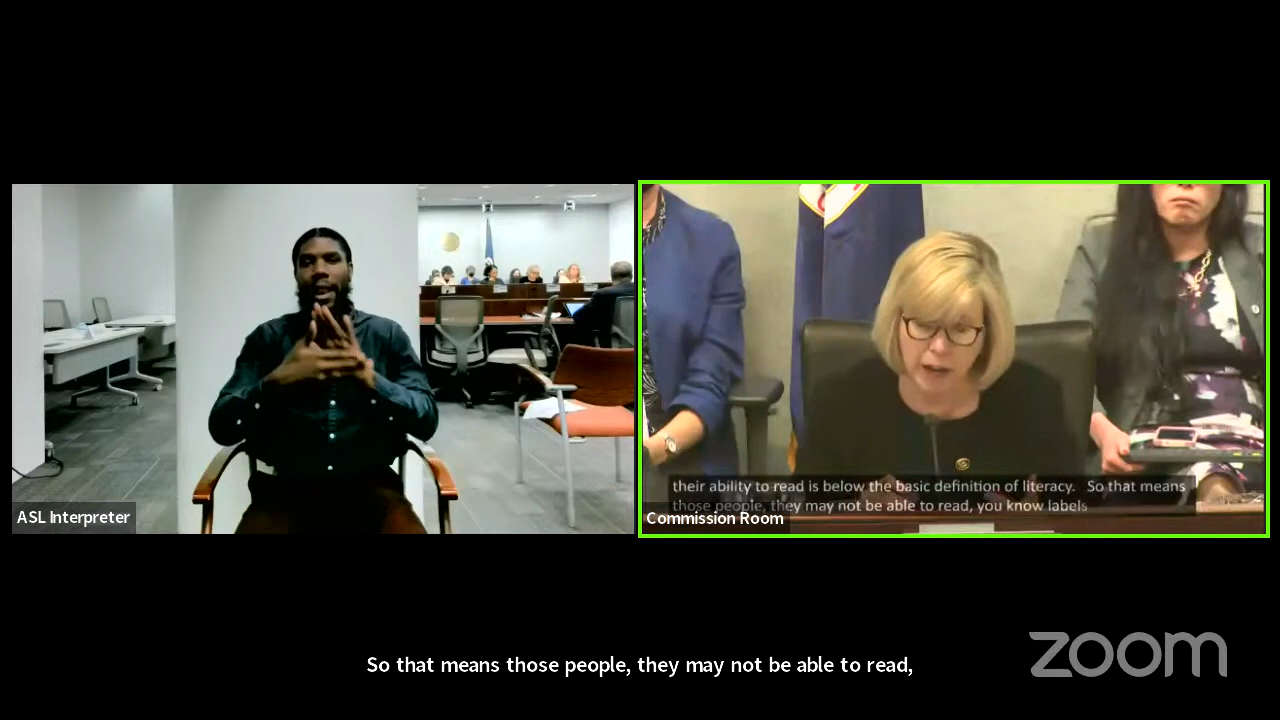 their ability to read is below the basic definition of literacy. So that means
those people, they may not be able to read, you know labels
ASL Interpreter
Commission Room
So that means those people, they may not be able to read,
zoom